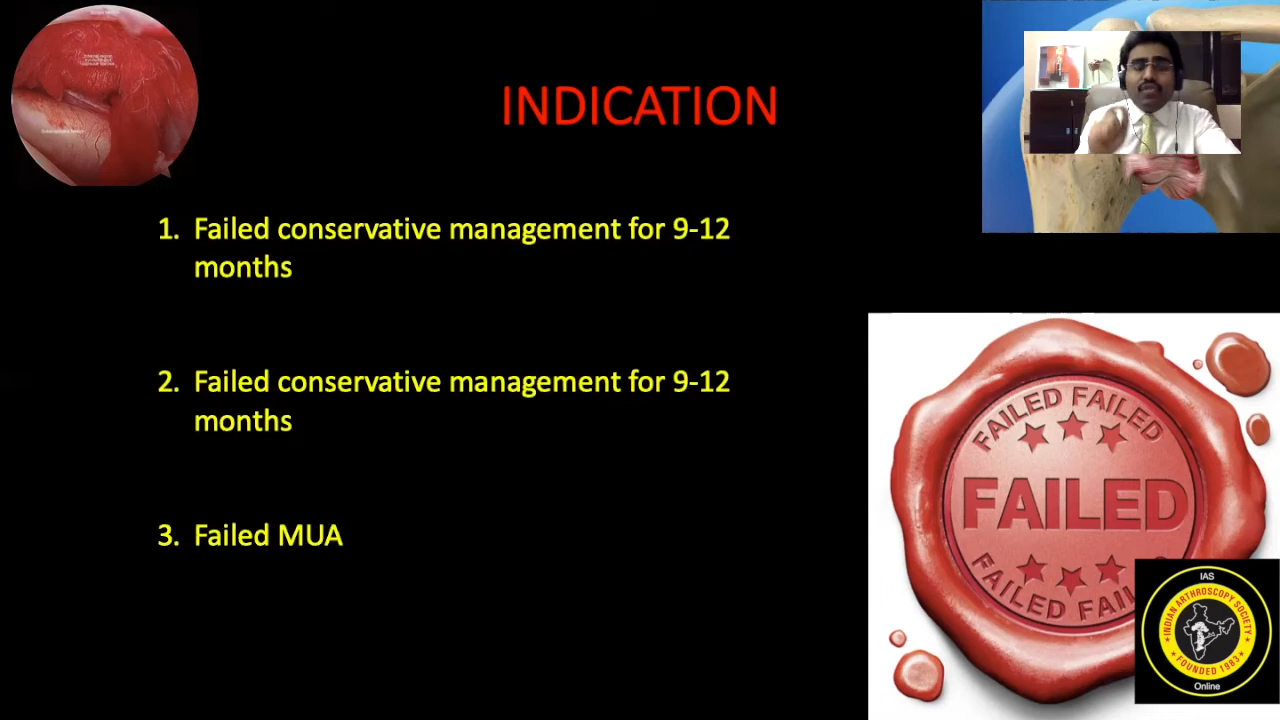 INDICATION
1. Failed conservative management for 9-12
months
2. Failed conservative management for 9-12
months
3. Failed MUA
FAILED FAILED
FAILED
FAILED FAIL
IAS
INDIAN ARTHROSCOPY SOCIETY
FOUNDED 1983
Online